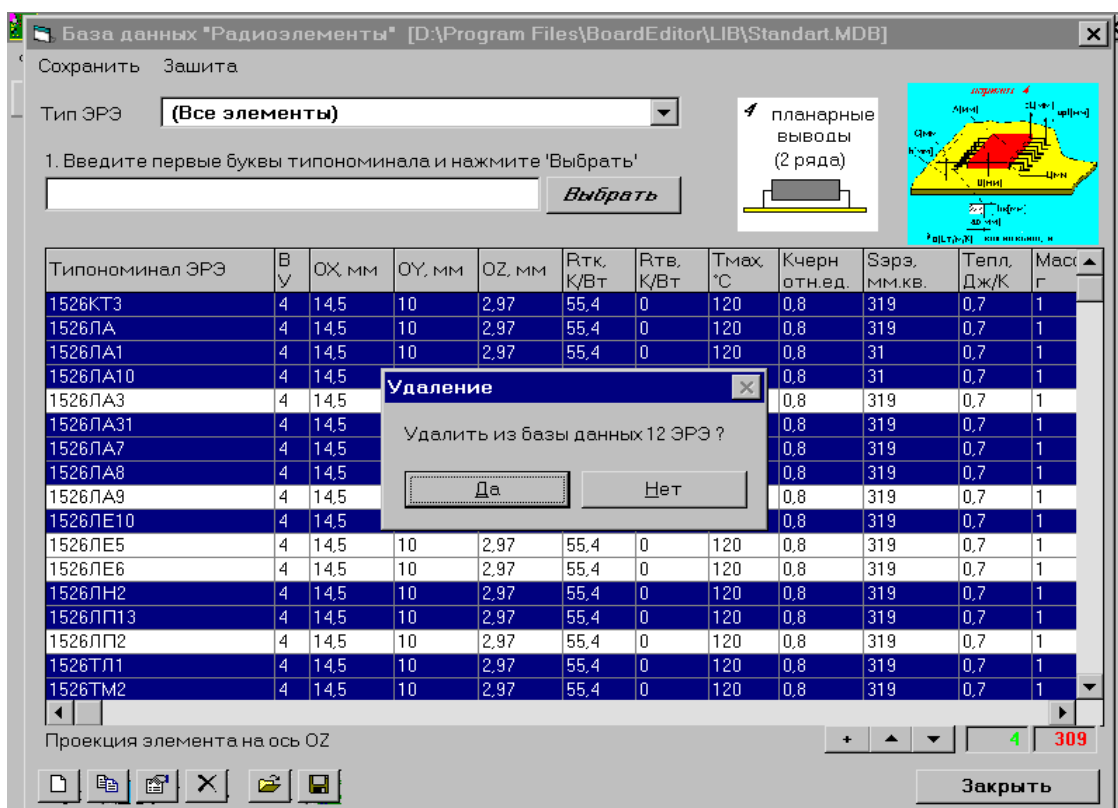 База данных "Радиоэлементы" [D:\Program Files\BoardEditor\LIB\Standart.MDB]
Сохранить Зашита
Тип ЭРЭ (Все элементы)
1. Введите первые буквы типономинала и нажмите 'Выбрать'
Выбрать
4 планарные
выводы
(2 ряда)
Типономинал ЭРЭ В У OX, мм OY, мм OZ, мм Rтк, К/Вт Rтв, К/Вт Tмах, °C Kчерн отн.ед. Sэрэ, мм.кв. Тепл, Дж/К г
1526КТ3 4 14,5 10 2,97 55,4 0 120 0,8 319 0,7 1
1526ЛА 4 14,5 10 2,97 55,4 0 120 0,8 319 0,7 1
1526ЛА1 4 14,5 10 2,97 55,4 0 120 0,8 31 0,7 1
1526ЛА10 4 14,5 0,8 31 0,7 1
1526ЛА3 4 14,5 0,8 319 0,7 1
1526ЛА31 4 14,5 0,8 319 0,7 1
1526ЛА7 4 14,5 0,8 319 0,7 1
1526ЛА8 4 14,5 0,8 319 0,7 1
1526ЛА9 4 14,5 0,8 319 0,7 1
1526ЛЕ10 4 14,5 0,8 319 0,7 1
1526ЛЕ5 4 14,5 10 2,97 55,4 0 120 0,8 319 0,7 1
1526ЛЕ6 4 14,5 10 2,97 55,4 0 120 0,8 319 0,7 1
1526ЛН2 4 14,5 10 2,97 55,4 0 120 0,8 319 0,7 1
1526ЛП13 4 14,5 10 2,97 55,4 0 120 0,8 319 0,7 1
1526ЛП2 4 14,5 10 2,97 55,4 0 120 0,8 319 0,7 1
1526ТЛ1 4 14,5 10 2,97 55,4 0 120 0,8 319 0,7 1
1526ТМ2 4 14,5 10 2,97 55,4 0 120 0,8 319 0,7 1
Удаление
Удалить из базы данных 12 ЭРЭ ?
Да Нет
Проекция элемента на ось OZ
+ 4 309
Закрыть